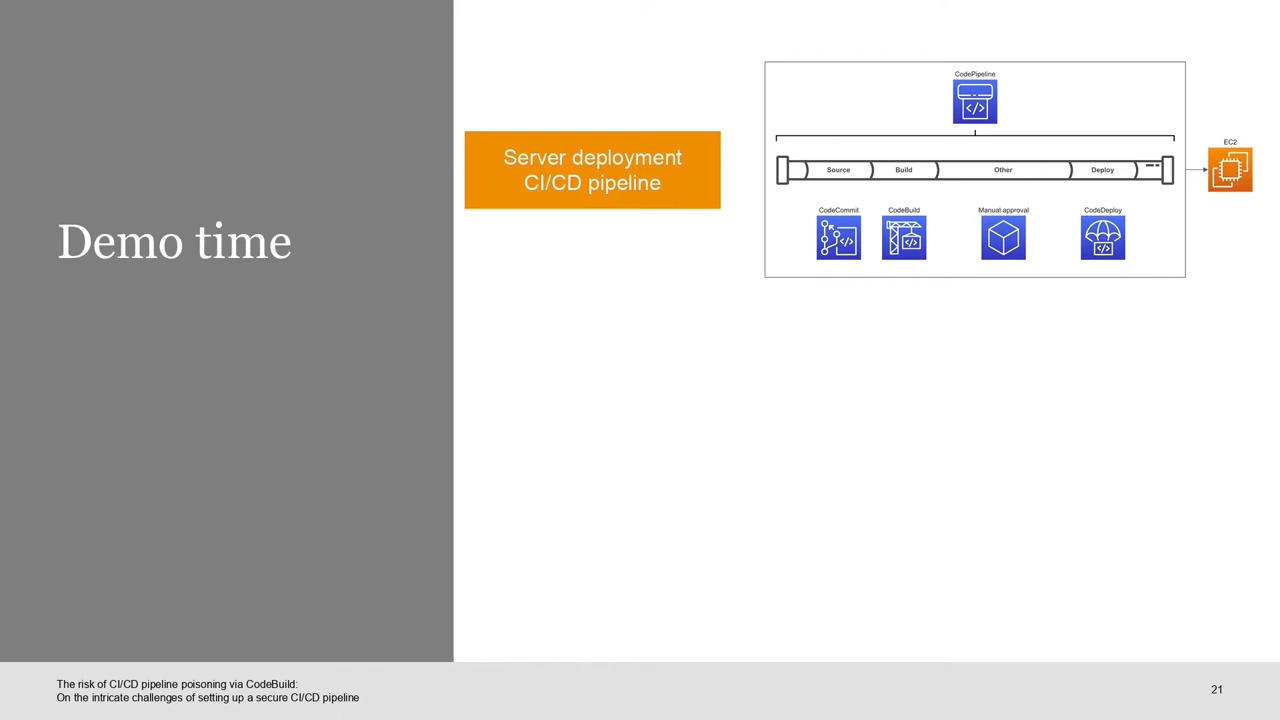 Demo time
Server deployment
CI/CD pipeline
CodePipeline
Source
Build
Other
Deploy
CodeCommit
CodeBuild
Manual approval
CodeDeploy
EC2
The risk of CI/CD pipeline poisoning via CodeBuild:
On the intricate challenges of setting up a secure CI/CD pipeline
21